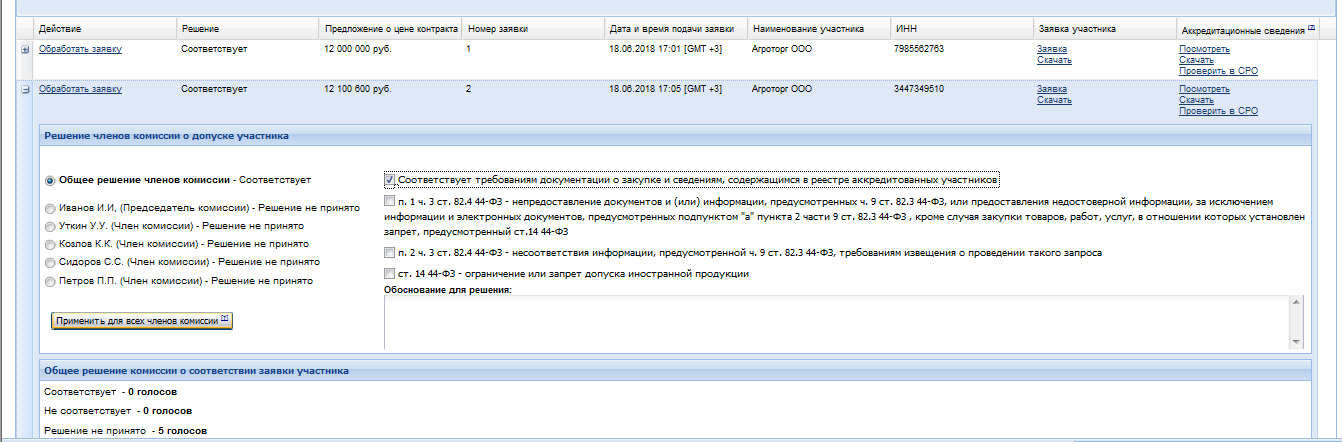 Действие Решение Предложение о цене контракта Номер заявки Дата и время подачи заявки Наименование участника ИНН Заявка участника Аккредитационные сведения [?]
Обработать заявку Соответствует 12 000 000 руб. 1 18.06.2018 17:01 [GMT +3] Агроторг ООО 7985562763 Заявка Посмотреть
Скачать Скачать
Проверить в СРО
Обработать заявку Соответствует 12 100 600 руб. 2 18.06.2018 17:05 [GMT +3] Агроторг ООО 3447349510 Заявка Посмотреть
Скачать Скачать
Проверить в СРО
Решение членов комиссии о допуске участника
Общее решение членов комиссии - Соответствует
Иванов И.И, (Председатель комиссии) - Решение не принято
Уткин У.У. (Член комиссии) - Решение не принято
Козлов К.К. (Член комиссии) - Решение не принято
Сидоров С.С. (Член комиссии) - Решение не принято
Петров П.П. (Член комиссии) - Решение не принято
Применить для всех членов комиссии [?]
Соответствует требованиям документации о закупке и сведениям, содержащимся в реестре аккредитованных участников
п. 1 ч. 3 ст. 82.4 44-ФЗ - непредоставление документов и (или) информации, предусмотренных ч. 9 ст. 82.3 44-ФЗ, или предоставления недостоверной информации, за исключением
информации и электронных документов, предусмотренных подпунктом "а" пункта 2 части 9 ст. 82.3 44-ФЗ , кроме случая закупки товаров, работ, услуг, в отношении которых установлен
запрет, предусмотренный ст.14 44-ФЗ
п. 2 ч. 3 ст. 82.4 44-ФЗ - несоответствия информации, предусмотренной ч. 9 ст. 82.3 44-ФЗ, требованиям извещения о проведении такого запроса
ст. 14 44-ФЗ - ограничение или запрет допуска иностранной продукции
Обоснование для решения:
Общее решение комиссии о соответствии заявки участника
Соответствует - 0 голосов
Не соответствует - 0 голосов
Решение не принято - 5 голосов